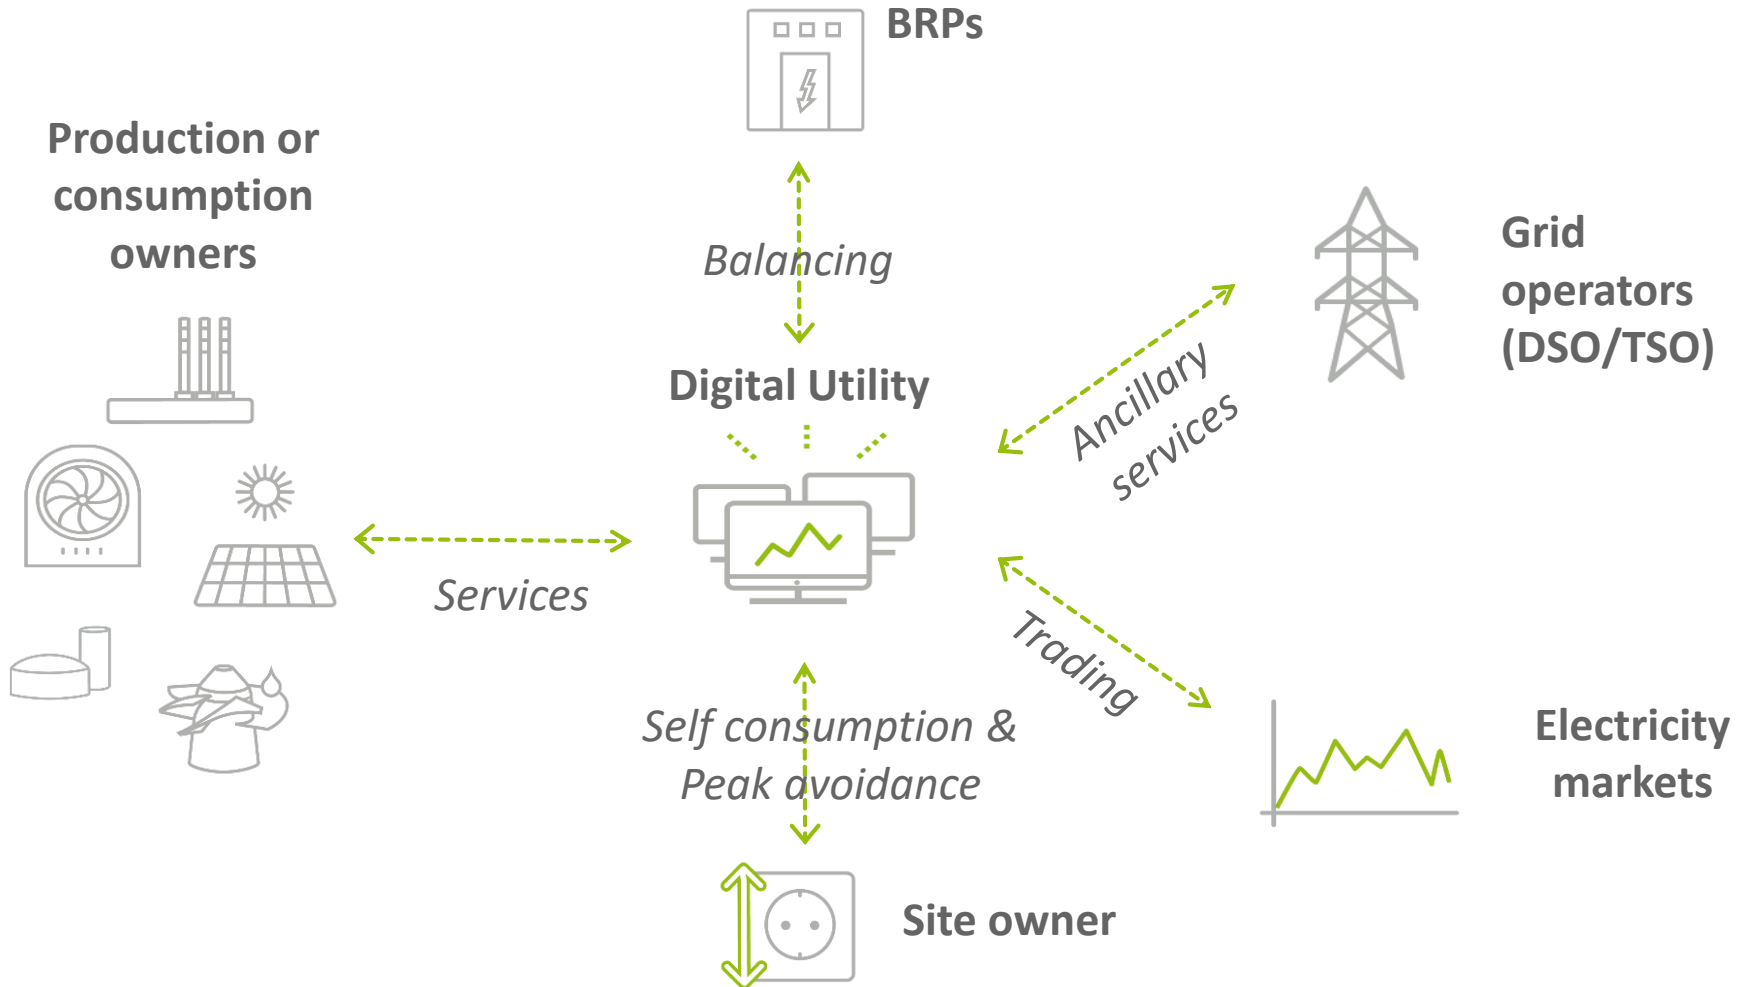 BRPs
Production or
consumption
owners
Balancing
Grid
operators
(DSO/TSO)
Digital Utility
Ancillary
services
Services
Trading
Self consumption &
Peak avoidance
Electricity
markets
Site owner